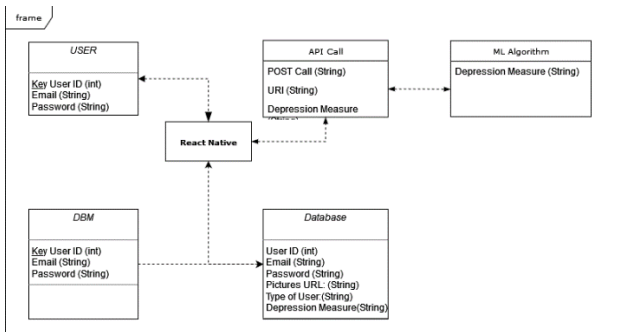 frame
USER
Key User ID (int)
Email (String)
Password (String)
API Call
POST Call (String)
URI (String)
Depression Measure
(String)
ML Algorithm
Depression Measure (String)
React Native
DBM
Key User ID (int)
Email (String)
Password (String)
Database
User ID (int)
Email (String)
Password (String)
Pictures URL: (String)
Type of User:(String)
Depression Measure(String)